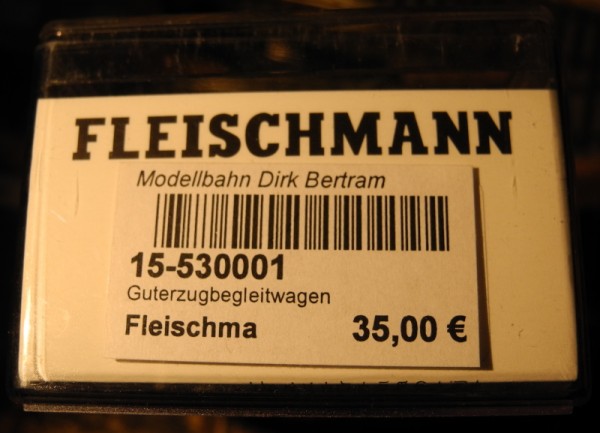 FLEISCHMANN
Modellbahn Dirk Bertram
15-530001
Guterzugbegleitwagen
Fleischma 35,00 €